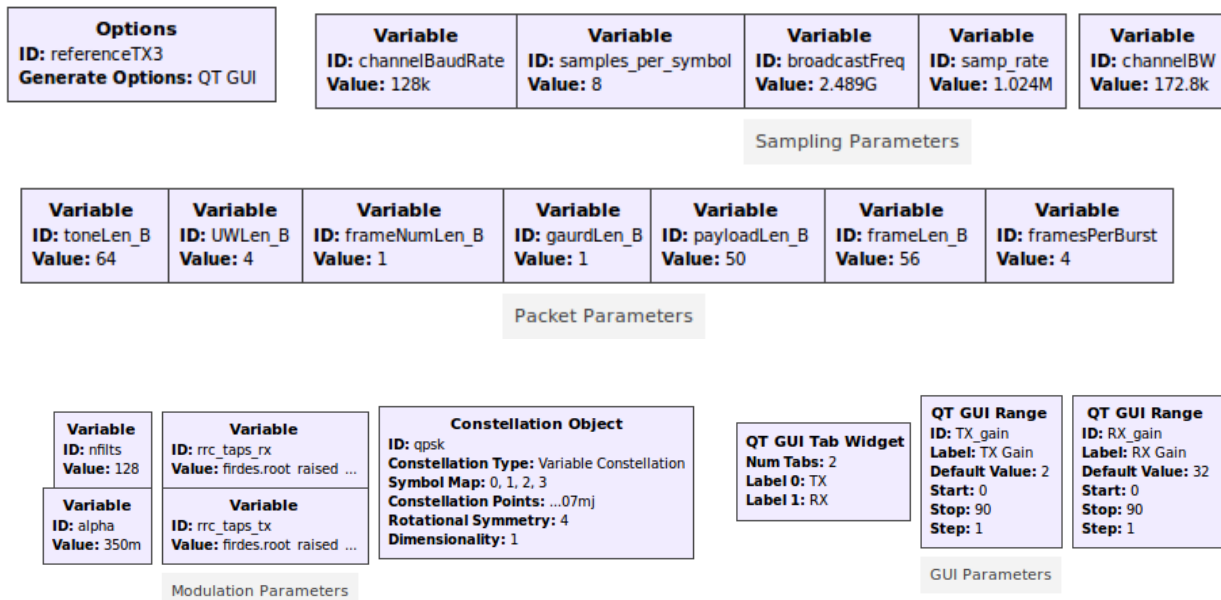 Options
ID: referenceTX3
Generate Options: QT GUI
Variable
ID: channelBaudRate
Value: 128k
Variable
ID: samples_per_symbol
Value: 8
Variable
ID: broadcastFreq
Value: 2.489G
Variable
ID: samp_rate
Value: 1.024M
Variable
ID: channelBW
Value: 172.8k
Sampling Parameters
Variable
ID: toneLen_B
Value: 64
Variable
ID: UWLen_B
Value: 4
Variable
ID: frameNumLen_B
Value: 1
Variable
ID: gaurdLen_B
Value: 1
Variable
ID: payloadLen_B
Value: 50
Variable
ID: frameLen_B
Value: 56
Variable
ID: framesPerBurst
Value: 4
Packet Parameters
Variable
ID: nfilts
Value: 128
Variable
ID: alpha
Value: 350m
Variable
ID: rrc_taps_rx
Value: firdes.root_raised_...
Variable
ID: rrc_taps_tx
Value: firdes.root_raised_...
Modulation Parameters
Constellation Object
ID: qpsk
Constellation Type: Variable Constellation
Symbol Map: 0, 1, 2, 3
Constellation Points: ...07mj
Rotational Symmetry: 4
Dimensionality: 1
QT GUI Tab Widget
Num Tabs: 2
Label 0: TX
Label 1: RX
QT GUI Range
ID: TX_gain
Label: TX Gain
Default Value: 2
Start: 0
Stop: 90
Step: 1
QT GUI Range
ID: RX_gain
Label: RX Gain
Default Value: 32
Start: 0
Stop: 90
Step: 1
GUI Parameters